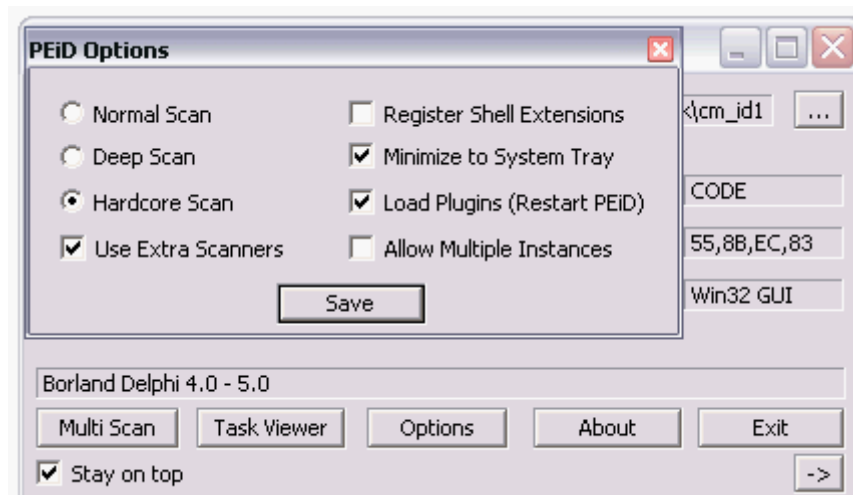 PEiD Options
Normal Scan
Register Shell Extensions
Deep Scan
Minimize to System Tray
Hardcore Scan
Load Plugins (Restart PEiD)
Use Extra Scanners
Allow Multiple Instances
Save
\cm_id1
...
CODE
55,8B,EC,83
Win32 GUI
Borland Delphi 4.0 - 5.0
Multi Scan
Task Viewer
Options
About
Exit
Stay on top
->